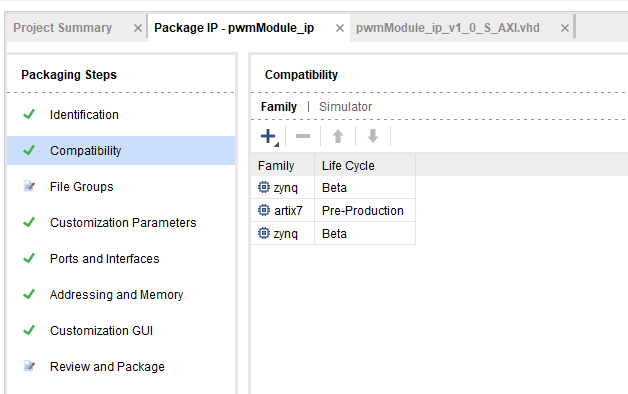 Project Summary × Package IP - pwmModule_ip × pwmModule_ip_v1_0_S_AXI.vhd ×
Packaging Steps
Identification
Compatibility
File Groups
Customization Parameters
Ports and Interfaces
Addressing and Memory
Customization GUI
Review and Package
Compatibility
Family | Simulator
Family Life Cycle
zynq Beta
artix7 Pre-Production
zynq Beta